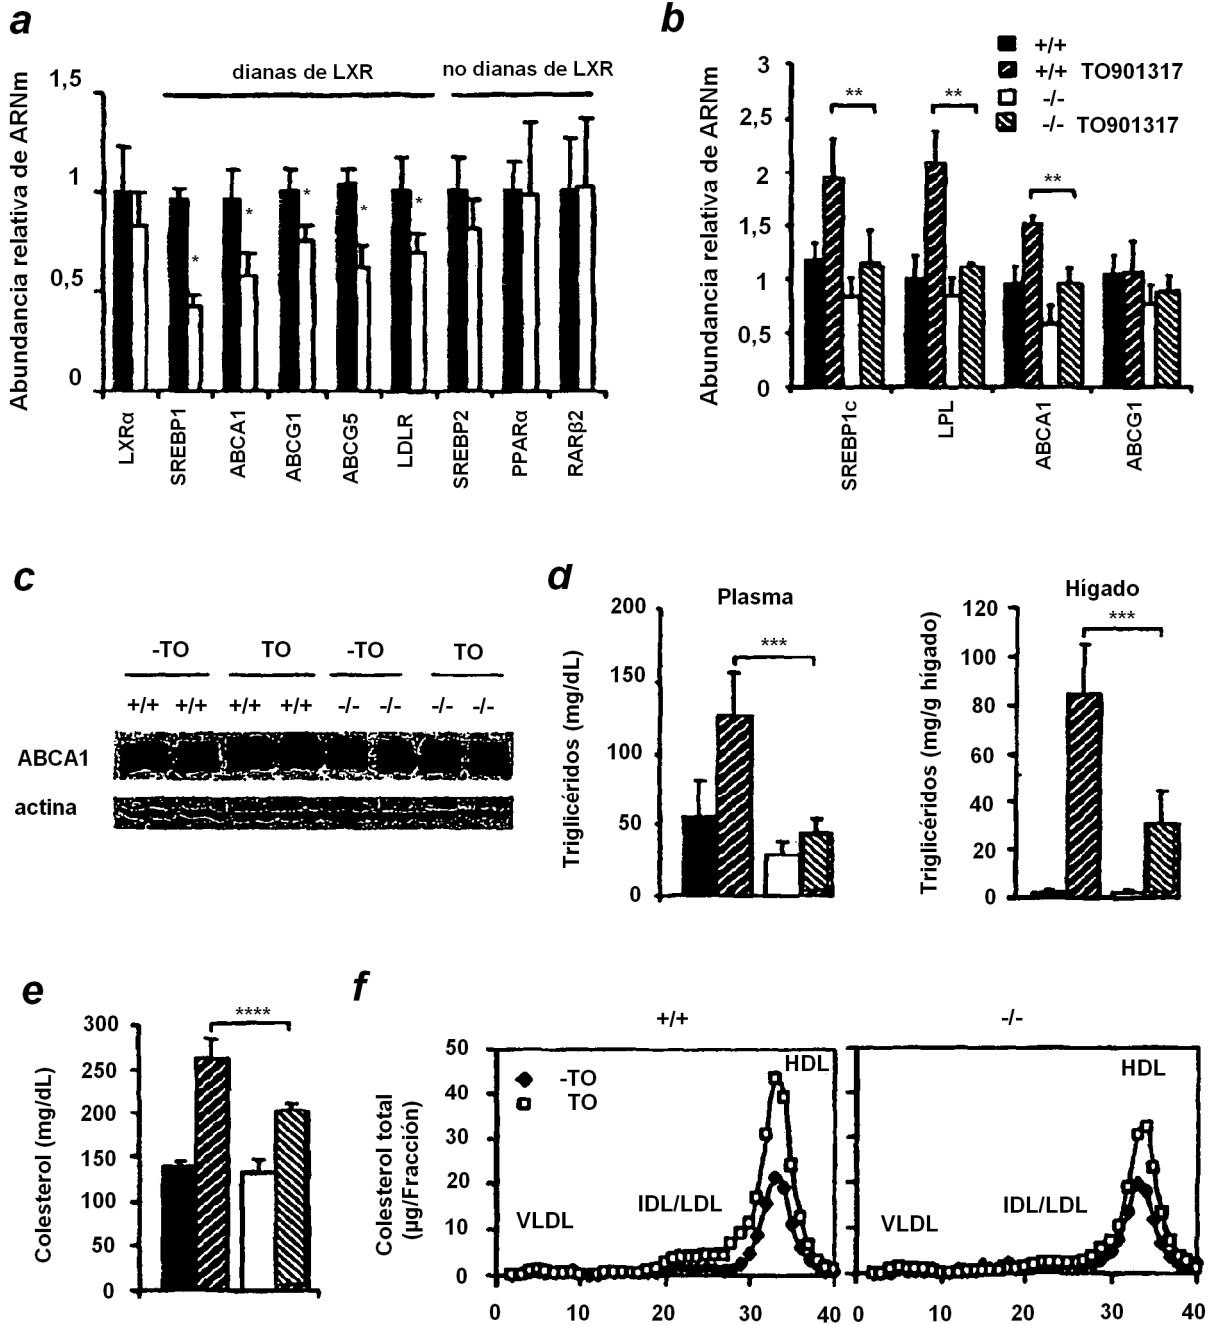 a
Abundancia relativa de ARNm
1,5
1
0,5
0
dianas de LXR
no dianas de LXR
*
*
*
*
*
LXRα
SREBP1
ABCA1
ABCG1
ABCG5
LDLR
SREBP2
PPARα
RARβ2
b
+/+
+/+ TO901317
-/-
-/- TO901317
Abundancia relativa de ARNm
3
2,5
2
1,5
1
0,5
0
**
**
**
SREBP1c
LPL
ABCA1
ABCG1
c
-TO
TO
-TO
TO
+/+ +/+ +/+ +/+ -/- -/- -/- -/-
ABCA1
actina
d
Plasma
Triglicéridos (mg/dL)
200
150
100
50
0
***
Hígado
Triglicéridos (mg/g hígado)
120
100
80
60
40
20
0
***
e
Colesterol (mg/dL)
300
250
200
150
100
50
0
****
f
+/+
-/-
Colesterol total
(μg/Fracción)
50
40
30
20
10
0
-TO
TO
HDL
IDL/LDL
VLDL
0 10 20 30 40
HDL
IDL/LDL
VLDL
0 10 20 30 40